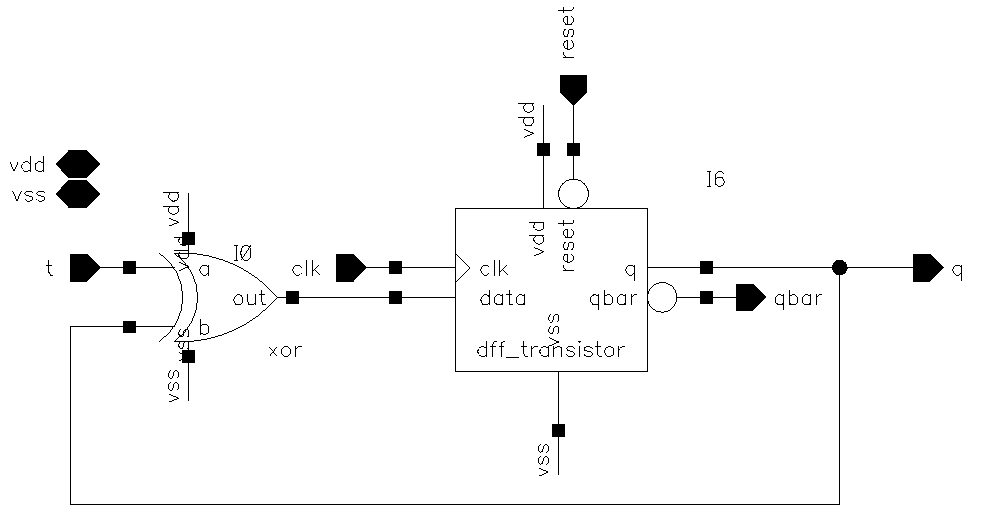 reset
vdd
vdd
vss
vdd
I6
vdd
I0
t
a
clk
clk
vdd
reset
q
q
out
data
qbar
qbar
b
vss
xor
vss
dff_transistor
vss
vss